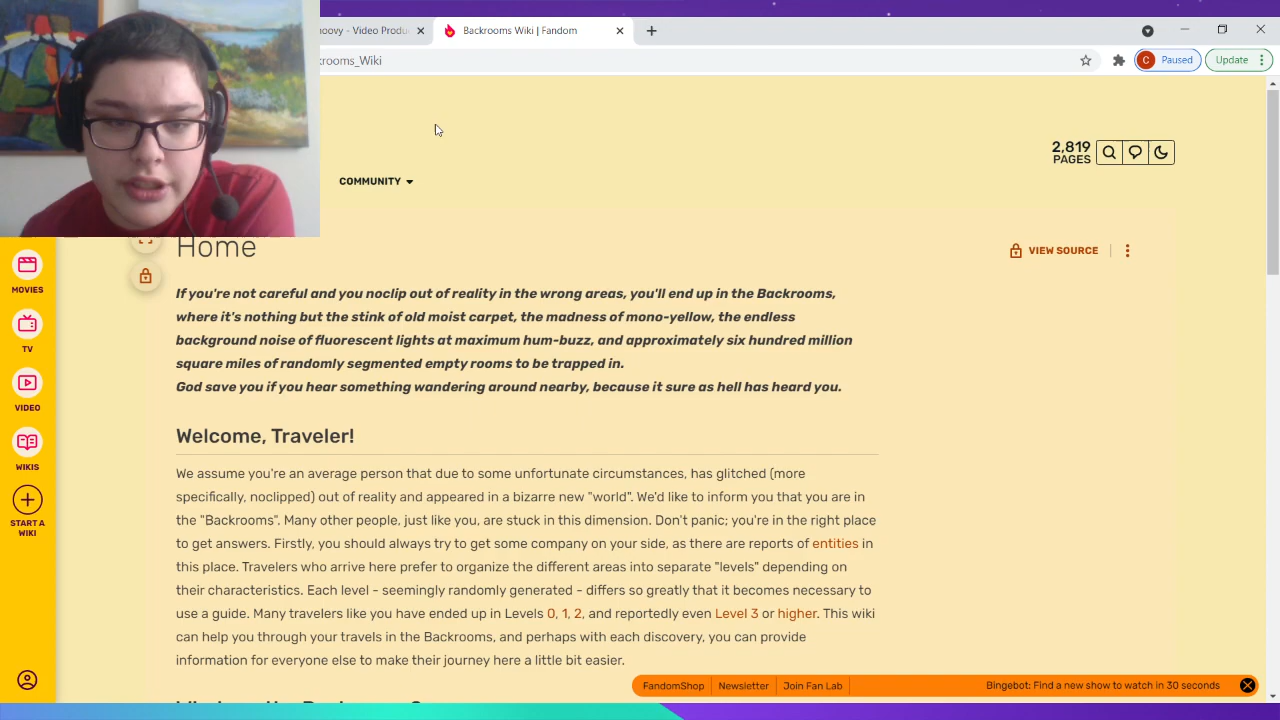 noovy - Video Produ
Backrooms Wiki | Fandom
krooms_Wiki
C Paused
Update
2,819
PAGES
COMMUNITY
Home
VIEW SOURCE
MOVIES
TV
VIDEO
WIKIS
START A
WIKI
If you're not careful and you noclip out of reality in the wrong areas, you'll end up in the Backrooms,
where it's nothing but the stink of old moist carpet, the madness of mono-yellow, the endless
background noise of fluorescent lights at maximum hum-buzz, and approximately six hundred million
square miles of randomly segmented empty rooms to be trapped in.
God save you if you hear something wandering around nearby, because it sure as hell has heard you.
Welcome, Traveler!
We assume you're an average person that due to some unfortunate circumstances, has glitched (more
specifically, noclipped) out of reality and appeared in a bizarre new "world". We'd like to inform you that you are in
the "Backrooms". Many other people, just like you, are stuck in this dimension. Don't panic; you're in the right place
to get answers. Firstly, you should always try to get some company on your side, as there are reports of entities in
this place. Travelers who arrive here prefer to organize the different areas into separate "levels" depending on
their characteristics. Each level - seemingly randomly generated - differs so greatly that it becomes necessary to
use a guide. Many travelers like you have ended up in Levels 0, 1, 2, and reportedly even Level 3 or higher. This wiki
can help you through your travels in the Backrooms, and perhaps with each discovery, you can provide
information for everyone else to make their journey here a little bit easier.
FandomShop
Newsletter
Join Fan Lab
Bingebot: Find a new show to watch in 30 seconds